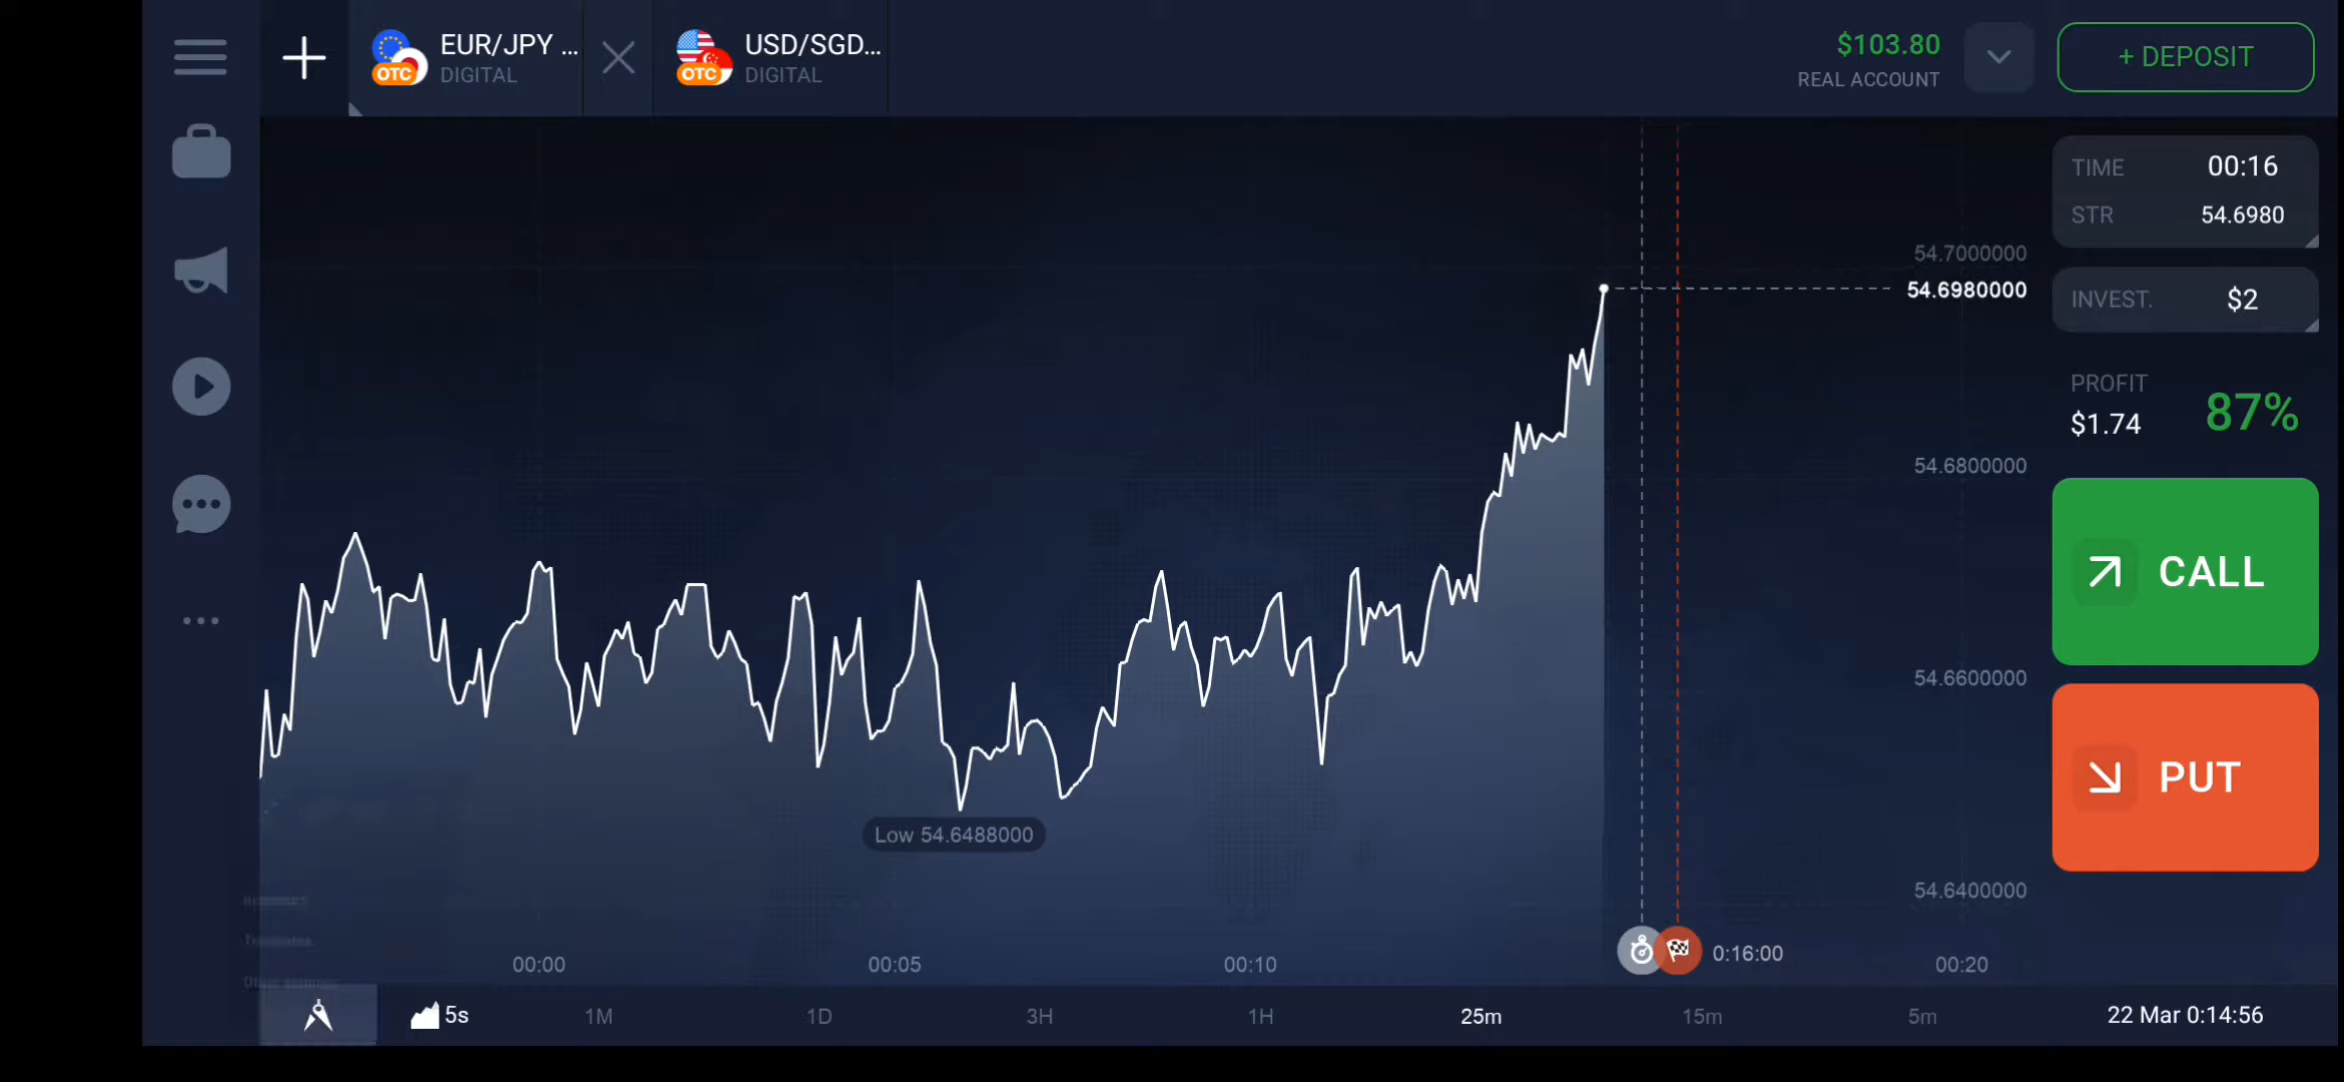 EUR/JPY ...
DIGITAL
OTC
USD/SGD...
DIGITAL
OTC
$103.80
REAL ACCOUNT
+ DEPOSIT
TIME 00:16
STR 54.6980
INVEST. $2
PROFIT
$1.74
87%
CALL
PUT
54.7000000
54.6980000
54.6800000
54.6600000
54.6400000
Low 54.6488000
00:00 00:05 00:10 0:16:00 00:20
5s 1M 1D 3H 1H 25m 15m 5m 22 Mar 0:14:56